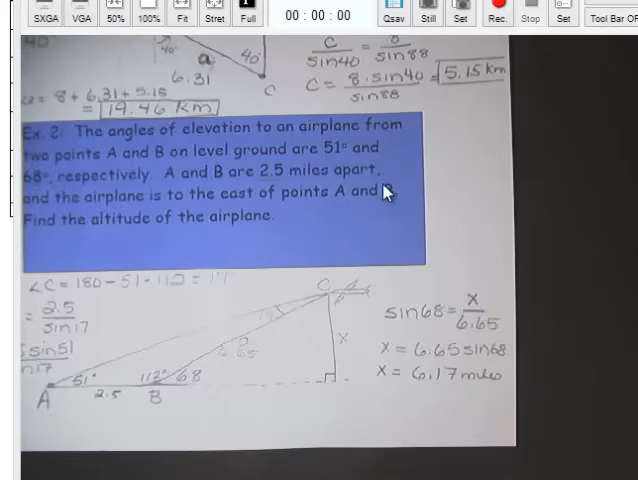 SXGA VGA 50% 100% Fit Stret Full 00 : 00 : 00 Qsav Still Set Rec. Stop Set Tool Bar OF
40°
40°
a
40°
6.31
C
C/sin40 = 8/sin88
C = 8·sin40/sin88 = 5.15 km
= 8 + 6.31 + 5.15
= 19.46 km
Ex. 2: The angles of elevation to an airplane from
two points A and B on level ground are 51° and
68°, respectively. A and B are 2.5 miles apart,
and the airplane is to the east of points A and
Find the altitude of the airplane.
∠C = 180 - 51 - 112 = 17°
= 2.5/sin17
sin51
C
6.65
x
51°
112°
68
A
2.5
B
sin68 = x/6.65
x = 6.65 sin68
x = 6.17 miles